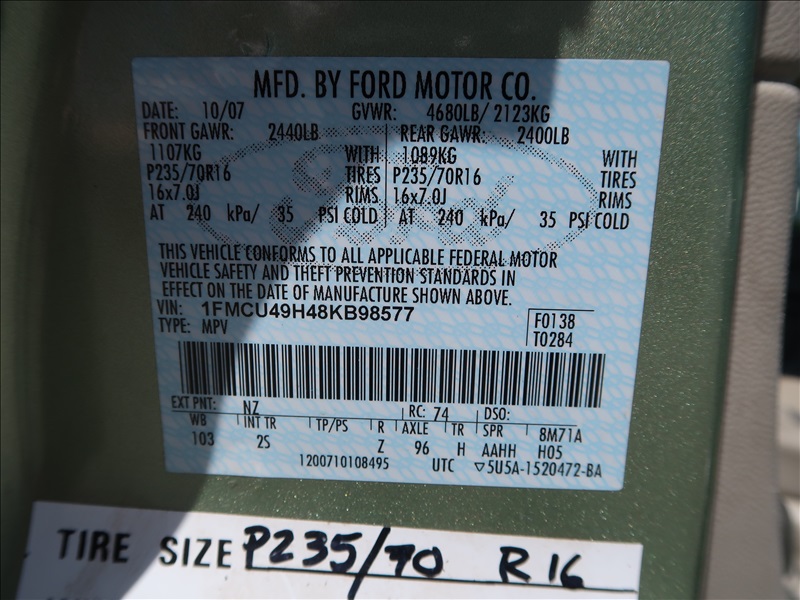 MFD. BY FORD MOTOR CO.
DATE: 10/07 GVWR: 4680LB/ 2123KG
FRONT GAWR: 2440LB REAR GAWR: 2400LB
1107KG WITH 1089KG WITH
P235/70R16 TIRES P235/70R16 TIRES
16x7.0J RIMS 16x7.0J RIMS
AT 240 kPa/ 35 PSI COLD AT 240 kPa/ 35 PSI COLD
THIS VEHICLE CONFORMS TO ALL APPLICABLE FEDERAL MOTOR
VEHICLE SAFETY AND THEFT PREVENTION STANDARDS IN
EFFECT ON THE DATE OF MANUFACTURE SHOWN ABOVE.
VIN: 1FMCU49H48KB98577 F0138
TYPE: MPV T0284
EXT PNT: NZ RC: 74 DSO:
WB INT TR TP/PS R AXLE TR SPR 8M71A
103 2S Z 96 H AAHH H05
1200710108495 UTC ▽5U5A-1520472-BA
TIRE SIZE P235/70 R 16